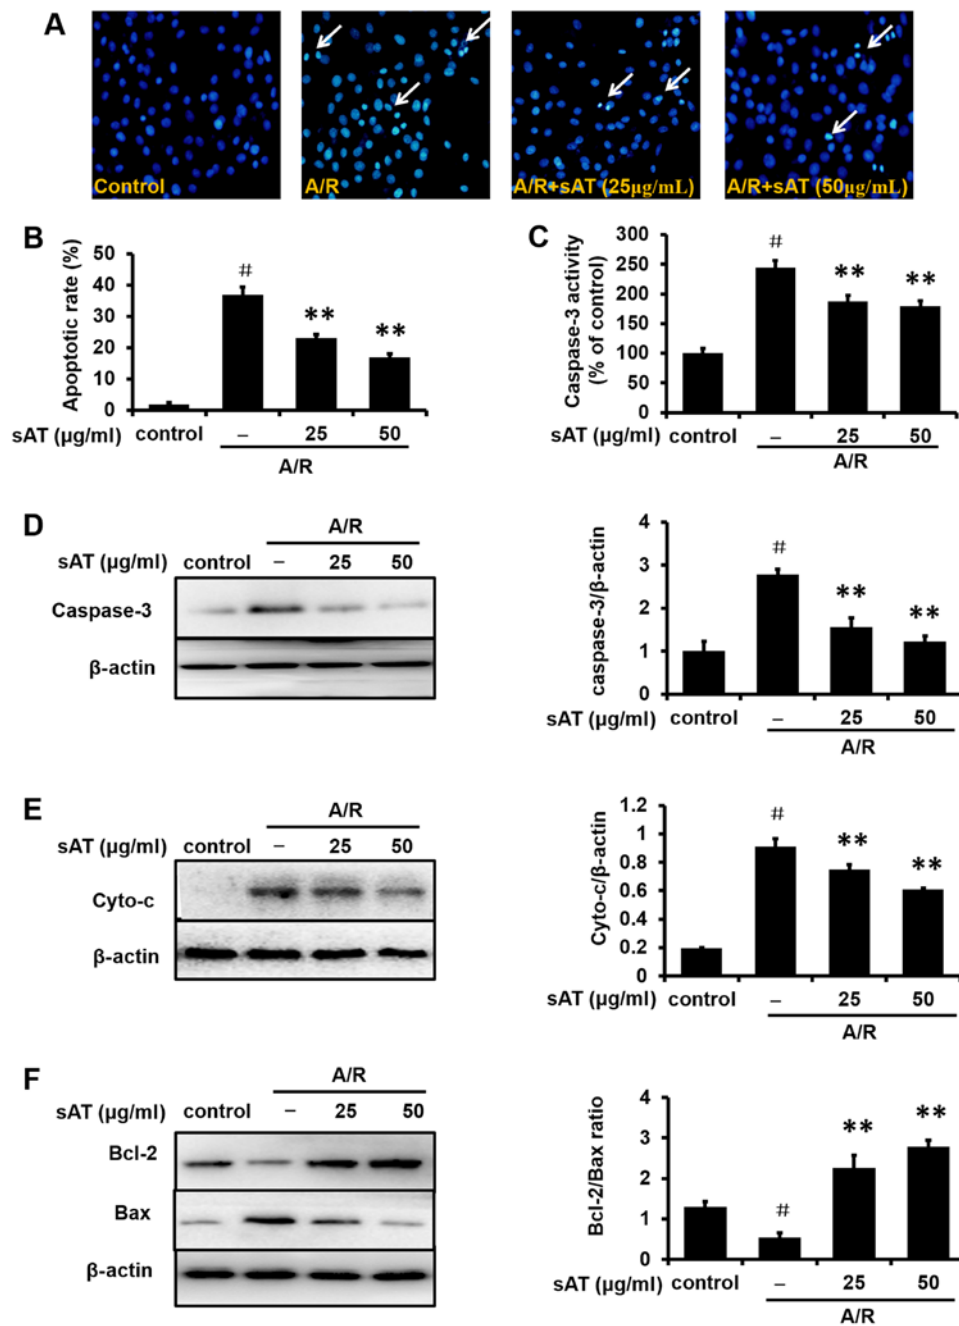 A
Control
A/R
A/R+sAT (25µg/mL)
A/R+sAT (50µg/mL)
B
Apoptotic rate (%)
50
40
30
20
10
0
#
**
**
sAT (µg/ml) control – 25 50
A/R
C
Caspase-3 activity
(% of control)
300
250
200
150
100
50
0
#
**
**
control – 25 50
A/R
D
A/R
sAT (µg/ml) control – 25 50
Caspase-3
β-actin
caspase-3/β-actin
4
3
2
1
0
#
**
**
sAT (µg/ml) control – 25 50
A/R
E
A/R
sAT (µg/ml) control – 25 50
Cyto-c
β-actin
Cyto-c/β-actin
1.2
1
0.8
0.6
0.4
0.2
0
#
**
**
sAT (µg/ml) control – 25 50
A/R
F
A/R
sAT (µg/ml) control – 25 50
Bcl-2
Bax
β-actin
Bcl-2/Bax ratio
4
3
2
1
0
#
**
**
sAT (µg/ml) control – 25 50
A/R